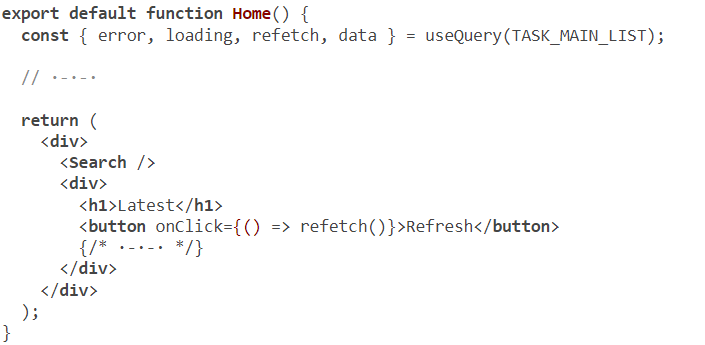 export default function Home() {
  const { error, loading, refetch, data } = useQuery(TASK_MAIN_LIST);
  // ·-·-·
  return (
    <div>
      <Search />
      <div>
        <h1>Latest</h1>
        <button onClick={() => refetch()}>Refresh</button>
        {/* ·-·-· */}
      </div>
    </div>
  );
}